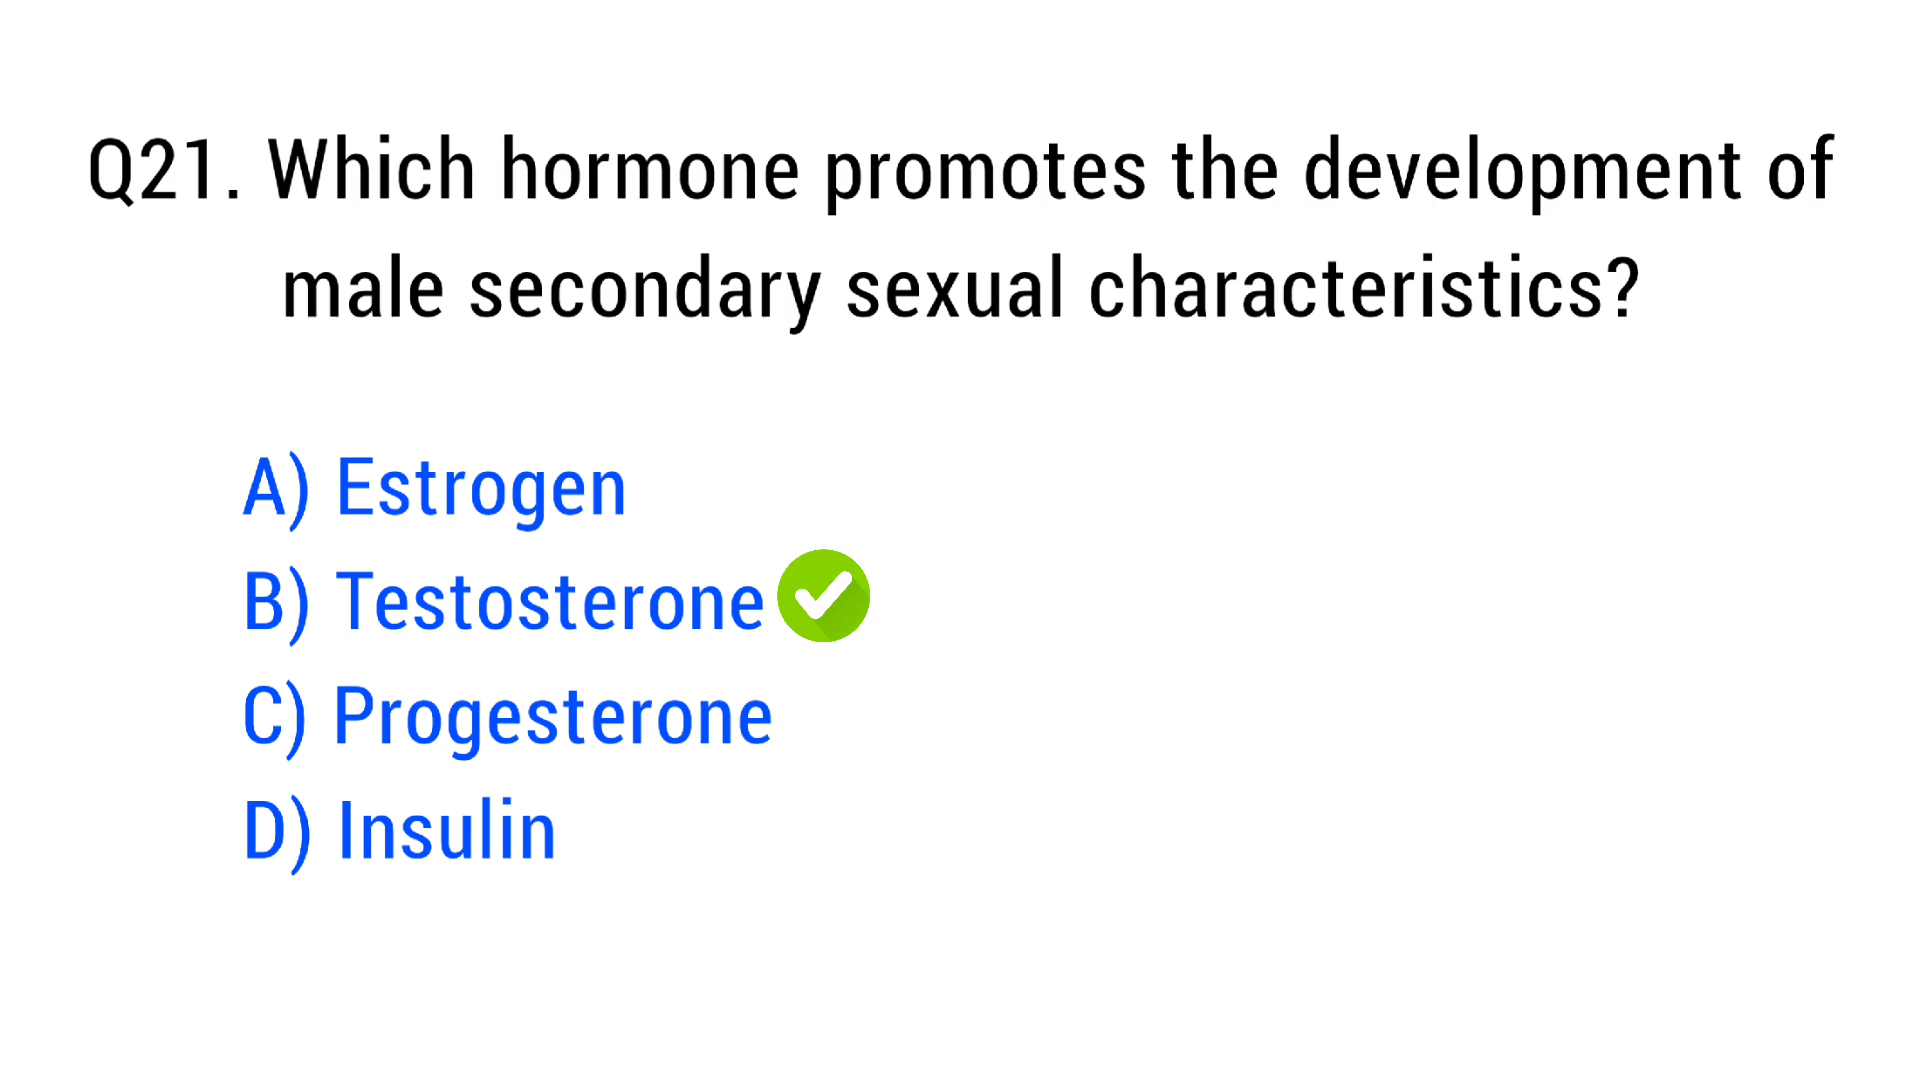 Q21. Which hormone promotes the development of
male secondary sexual characteristics?
A) Estrogen
B) Testosterone
C) Progesterone
D) Insulin